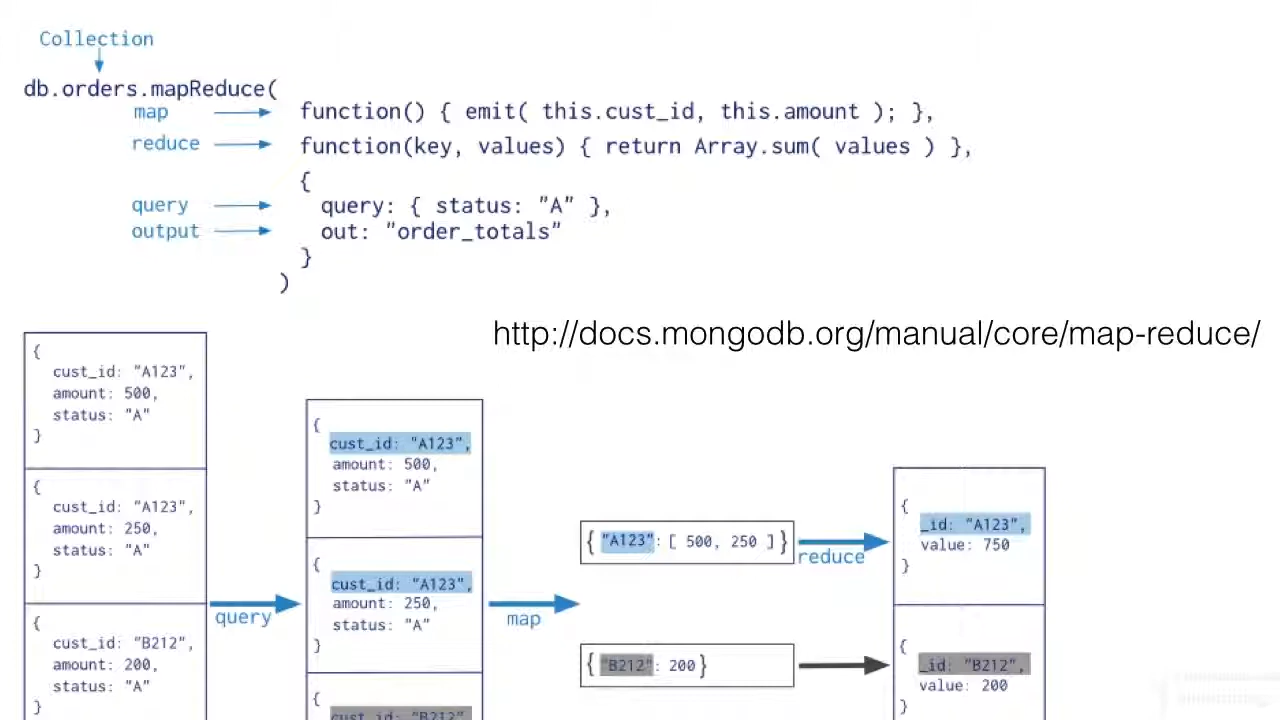 Collection
db.orders.mapReduce(
map function() { emit( this.cust_id, this.amount ); },
reduce function(key, values) { return Array.sum( values ) },
{
query query: { status: "A" },
output out: "order_totals"
}
)
http://docs.mongodb.org/manual/core/map-reduce/
{
cust_id: "A123",
amount: 500,
status: "A"
}
{
cust_id: "A123",
amount: 250,
status: "A"
}
{
cust_id: "B212",
amount: 200,
status: "A"
}
query
{
cust_id: "A123",
amount: 500,
status: "A"
}
{
cust_id: "A123",
amount: 250,
status: "A"
}
{
cust_id: "B212"
map
{ "A123": [ 500, 250 ] }
{ "B212": 200 }
reduce
{
_id: "A123",
value: 750
}
{
_id: "B212",
value: 200
}